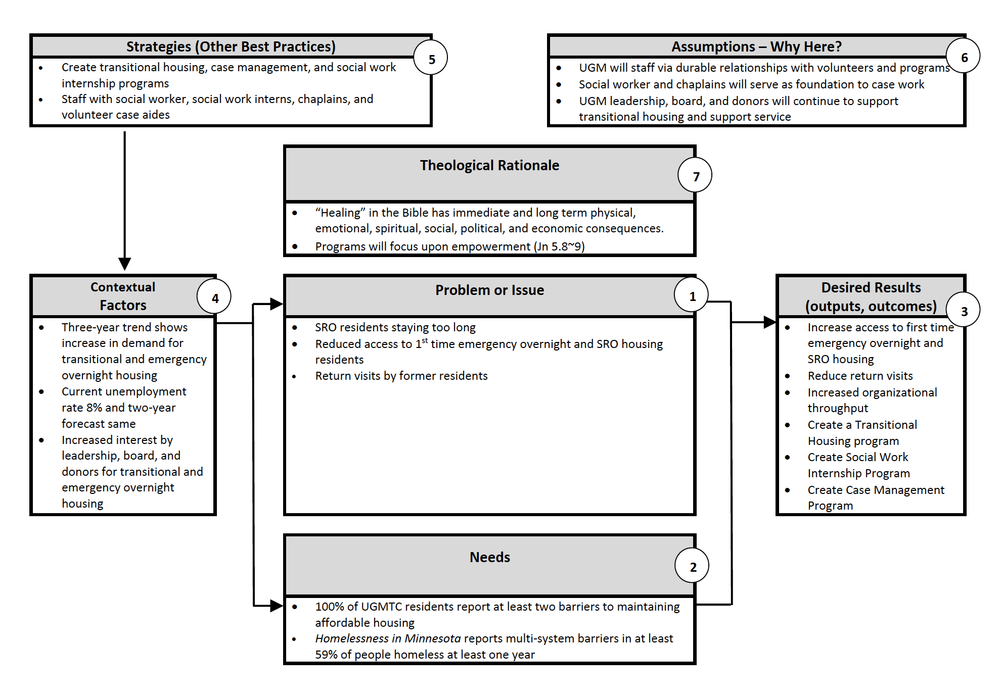 Strategies (Other Best Practices)
5
• Create transitional housing, case management, and social work
internship programs
• Staff with social worker, social work interns, chaplains, and
volunteer case aides
Assumptions – Why Here?
6
• UGM will staff via durable relationships with volunteers and programs
• Social worker and chaplains will serve as foundation to case work
• UGM leadership, board, and donors will continue to support
transitional housing and support service
Theological Rationale
7
• “Healing” in the Bible has immediate and long term physical,
emotional, spiritual, social, political, and economic consequences.
• Programs will focus upon empowerment (Jn 5.8~9)
Contextual
Factors
4
• Three-year trend shows
increase in demand for
transitional and emergency
overnight housing
• Current unemployment
rate 8% and two-year
forecast same
• Increased interest by
leadership, board, and
donors for transitional and
emergency overnight
housing
Problem or Issue
1
• SRO residents staying too long
• Reduced access to 1st time emergency overnight and SRO housing
residents
• Return visits by former residents
Desired Results
(outputs, outcomes)
3
• Increase access to first time
emergency overnight and
SRO housing
• Reduce return visits
• Increased organizational
throughput
• Create a Transitional
Housing program
• Create Social Work
Internship Program
• Create Case Management
Program
Needs
2
• 100% of UGMTC residents report at least two barriers to maintaining
affordable housing
• Homelessness in Minnesota reports multi-system barriers in at least
59% of people homeless at least one year